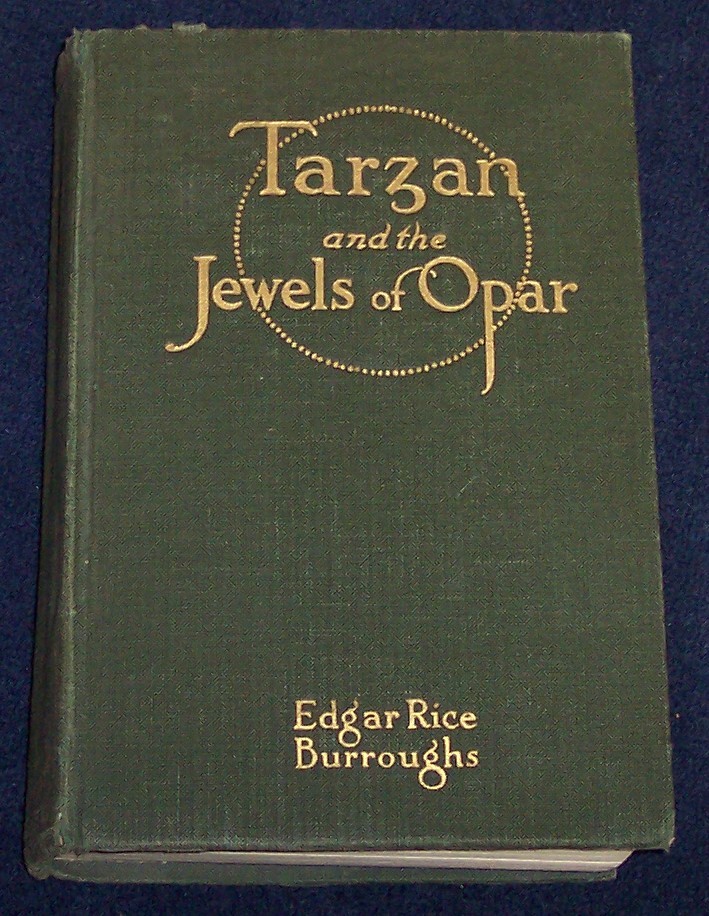 Tarzan
and the
Jewels of Opar
Edgar Rice
Burroughs